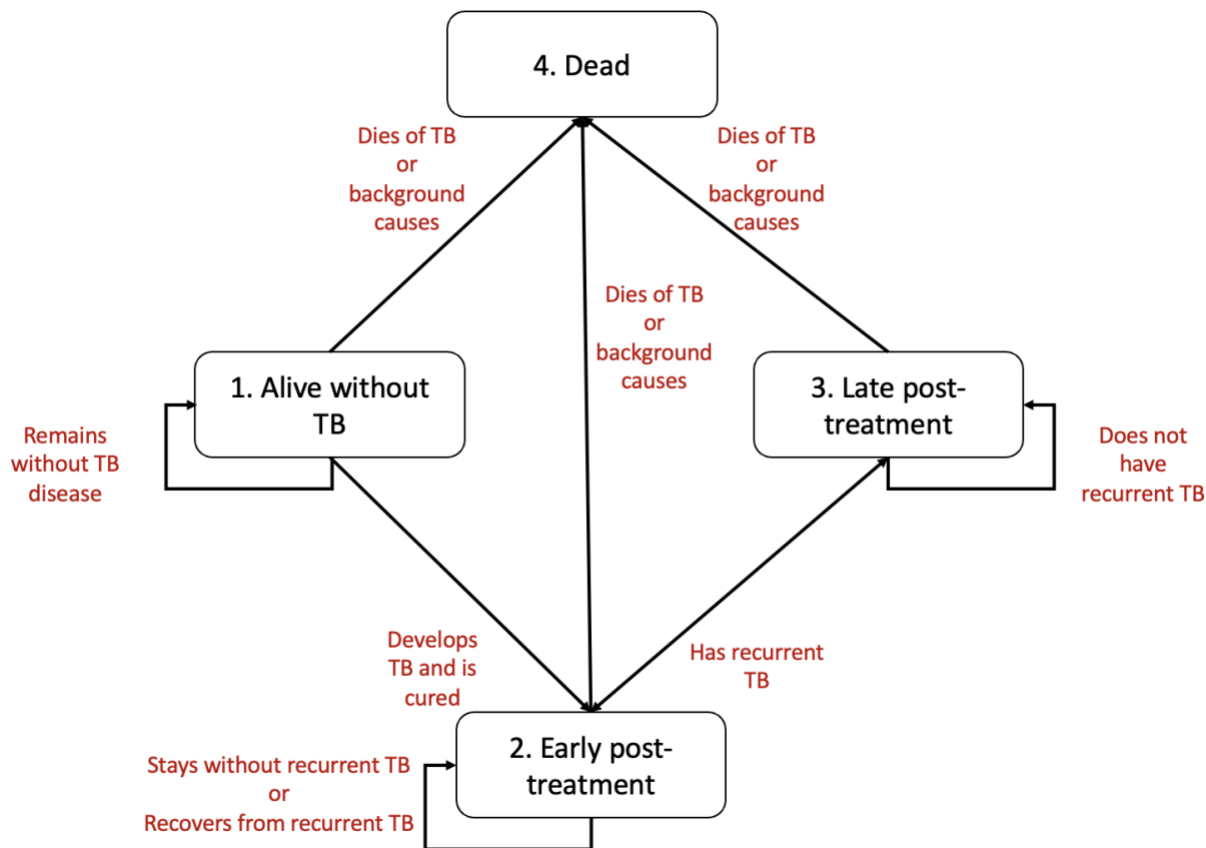 4. Dead
Dies of TB
or
background
causes
Dies of TB
or
background
causes
Dies of TB
or
background
causes
1. Alive without
TB
3. Late post-
treatment
Remains
without TB
disease
Does not
have
recurrent TB
Develops
TB and is
cured
Has recurrent
TB
2. Early post-
treatment
Stays without recurrent TB
or
Recovers from recurrent TB